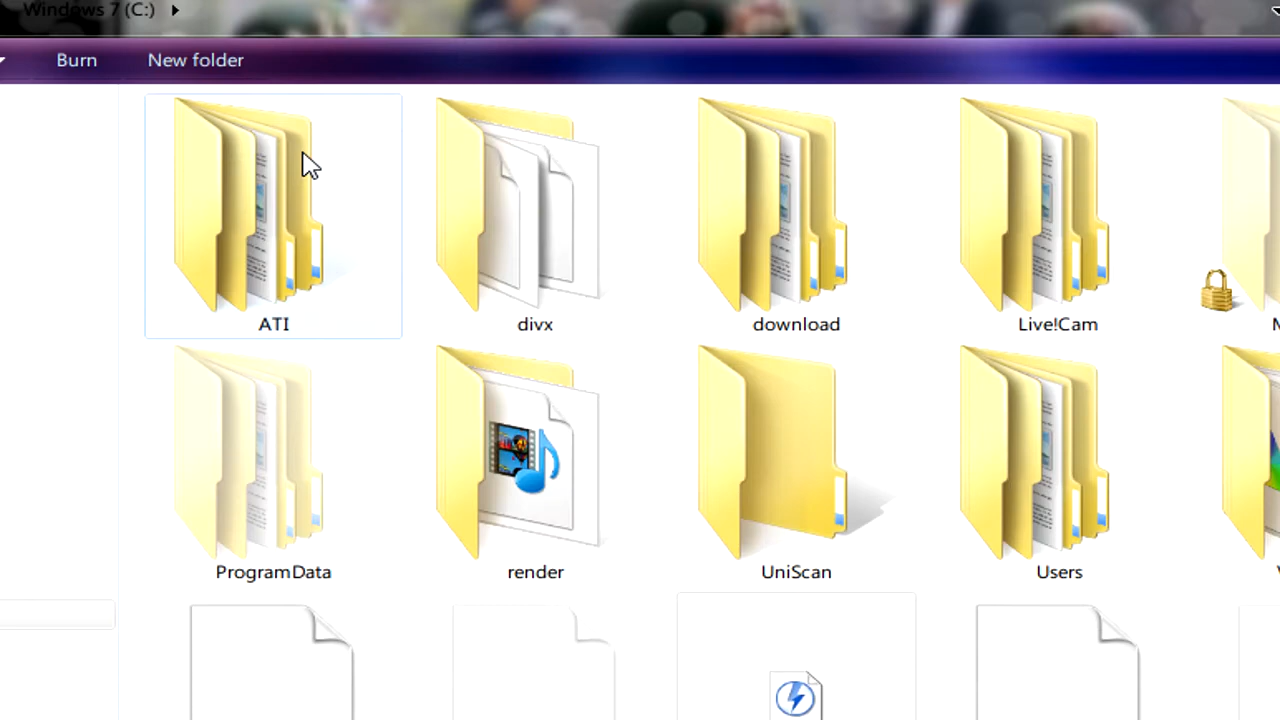 Windows 7 (C:)
Burn
New folder
ATI
divx
download
Live!Cam
ProgramData
render
UniScan
Users